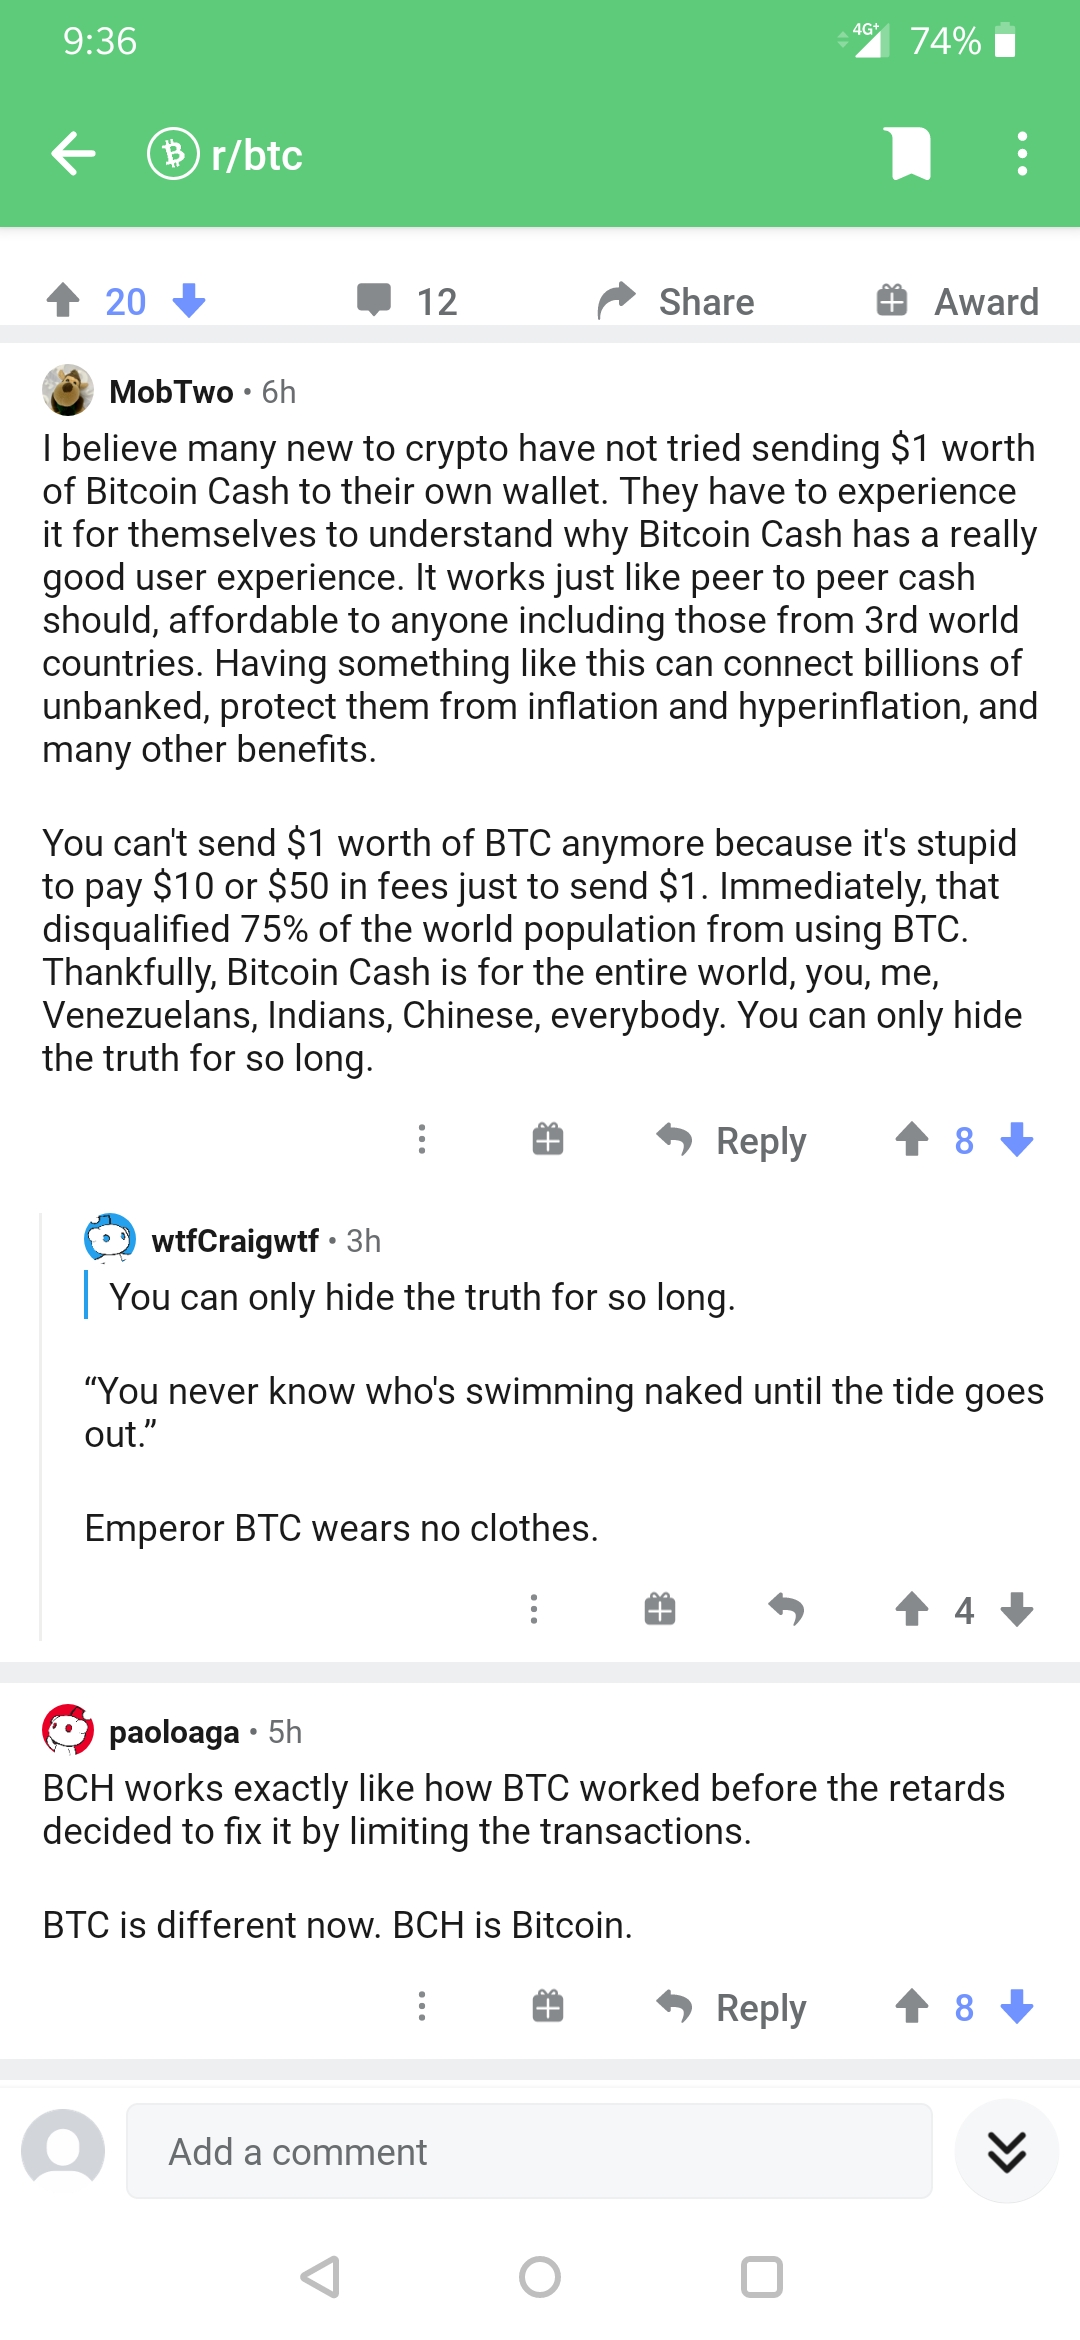 9:36
4G+ 74%
r/btc
20 12 Share Award
MobTwo • 6h
I believe many new to crypto have not tried sending $1 worth
of Bitcoin Cash to their own wallet. They have to experience
it for themselves to understand why Bitcoin Cash has a really
good user experience. It works just like peer to peer cash
should, affordable to anyone including those from 3rd world
countries. Having something like this can connect billions of
unbanked, protect them from inflation and hyperinflation, and
many other benefits.
You can't send $1 worth of BTC anymore because it's stupid
to pay $10 or $50 in fees just to send $1. Immediately, that
disqualified 75% of the world population from using BTC.
Thankfully, Bitcoin Cash is for the entire world, you, me,
Venezuelans, Indians, Chinese, everybody. You can only hide
the truth for so long.
Reply 8
wtfCraigwtf • 3h
You can only hide the truth for so long.
“You never know who's swimming naked until the tide goes
out.”
Emperor BTC wears no clothes.
4
paoloaga • 5h
BCH works exactly like how BTC worked before the retards
decided to fix it by limiting the transactions.
BTC is different now. BCH is Bitcoin.
Reply 8
Add a comment